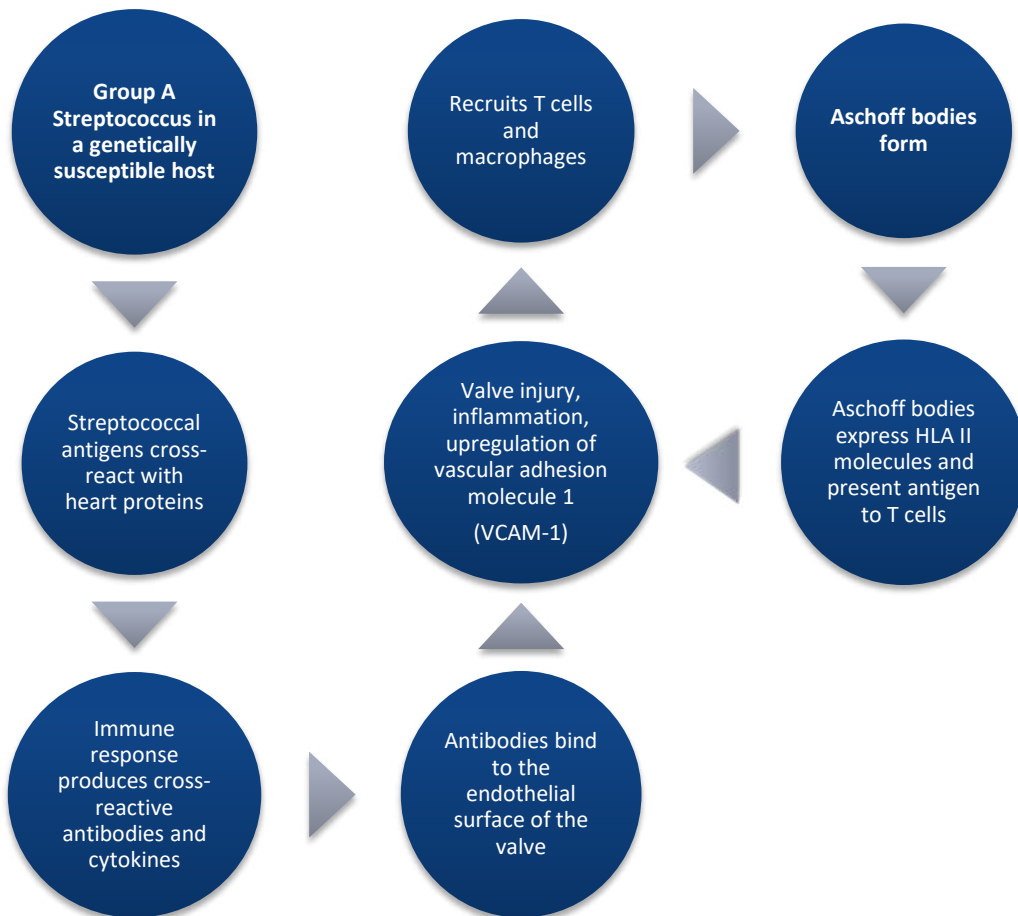 Group A
Streptococcus in
a genetically
susceptible host
Streptococcal
antigens cross-
react with
heart proteins
Immune
response
produces cross-
reactive
antibodies and
cytokines
Antibodies bind
to the
endothelial
surface of the
valve
Valve injury,
inflammation,
upregulation of
vascular adhesion
molecule 1
(VCAM-1)
Recruits T cells
and
macrophages
Aschoff bodies
form
Aschoff bodies
express HLA II
molecules and
present antigen
to T cells